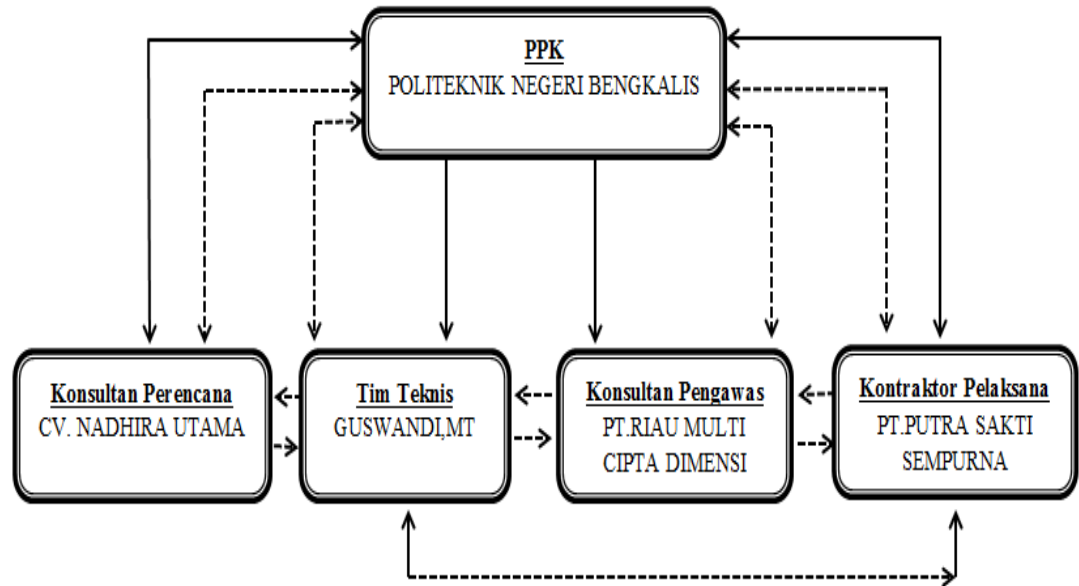 PPK
POLITEKNIK NEGERI BENGKALIS
Konsultan Perencana
CV. NADHIRA UTAMA
Tim Teknis
GUSWANDI,MT
Konsultan Pengawas
PT.RIAU MULTI
CIPTA DIMENSI
Kontraktor Pelaksana
PT.PUTRA SAKTI
SEMPURNA